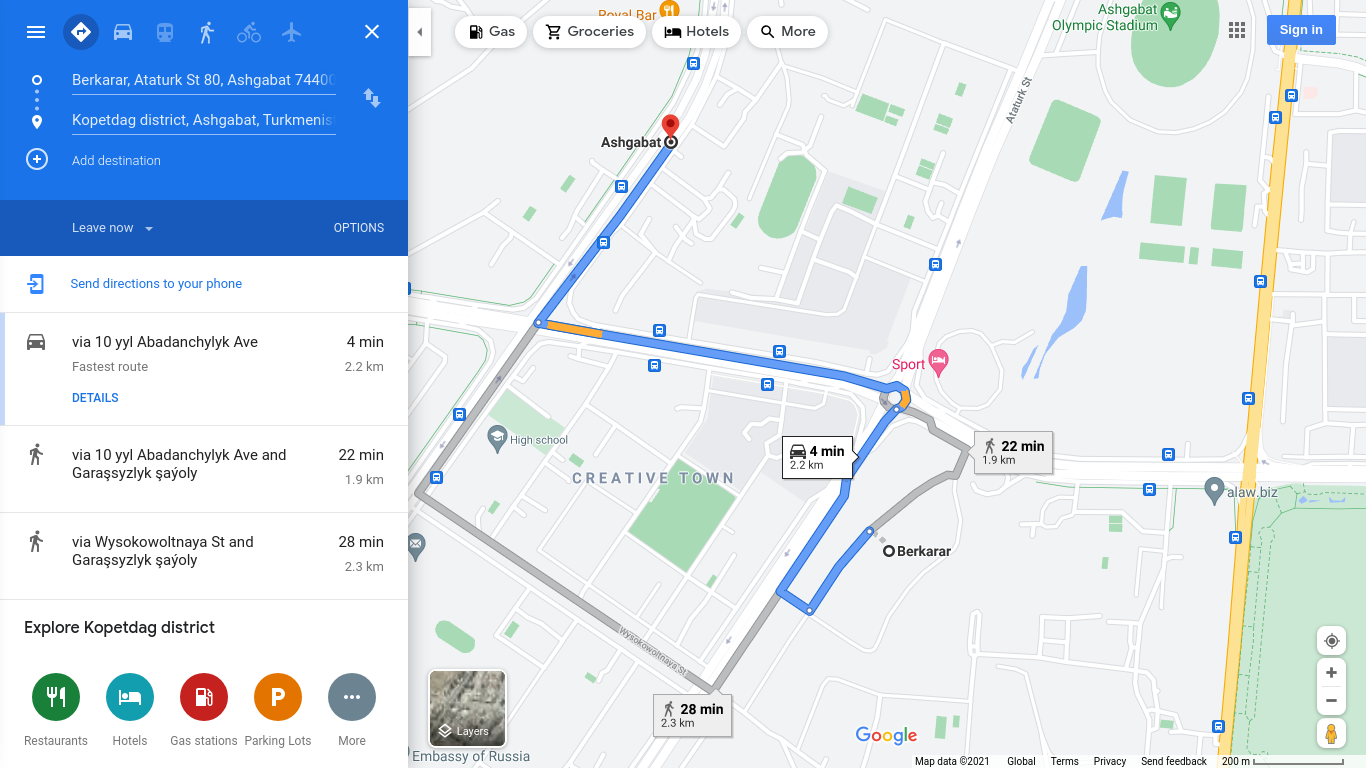 Berkarar, Ataturk St 80, Ashgabat 74400
Kopetdag district, Ashgabat, Turkmenis
Add destination
Leave now
OPTIONS
Send directions to your phone
via 10 yyl Abadanchylyk Ave
4 min
Fastest route
2.2 km
DETAILS
via 10 yyl Abadanchylyk Ave and
Garaşsyzlyk şaýoly
22 min
1.9 km
via Wysokowoltnaya St and
Garaşsyzlyk şaýoly
28 min
2.3 km
Explore Kopetdag district
Restaurants
Hotels
Gas stations
P
Parking Lots
More
Royal Bar
Gas
Groceries
Hotels
More
Ashgabat
Olympic Stadium
Sign in
Ataturk St
Ashgabat
Sport
High school
CREATIVE TOWN
4 min
2.2 km
22 min
1.9 km
alaw.biz
Berkarar
Wysokowoltnaya St
28 min
2.3 km
Layers
Embassy of Russia
Google
Map data ©2021
Global
Terms
Privacy
Send feedback
200 m